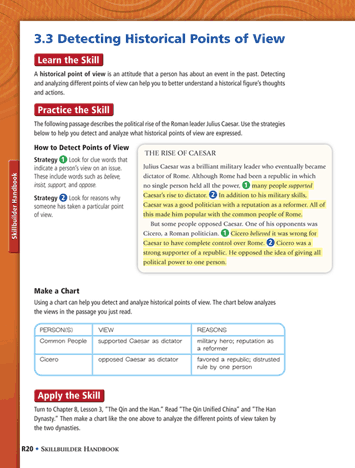 3.3 Detecting Historical Points of View
Learn the Skill
A historical point of view is an attitude that a person has about an event in the past. Detecting
and analyzing different points of view can help you to better understand a historical figure's thoughts
and actions.
Practice the Skill
The following passage describes the political rise of the Roman leader Julius Caesar. Use the strategies
below to help you detect and analyze what historical points of view are expressed.
How to Detect Points of View
Strategy 1 Look for clue words that
indicate a person's view on an issue.
These include words such as believe,
insist, support, and oppose.
Strategy 2 Look for reasons why
someone has taken a particular point
of view.
THE RISE OF CAESAR
Julius Caesar was a brilliant military leader who eventually became
dictator of Rome. Although Rome had been a republic in which
no single person held all the power, 1 many people supported
Caesar's rise to dictator. 2 In addition to his military skills,
Caesar was a good politician with a reputation as a reformer. All of
this made him popular with the common people of Rome.
But some people opposed Caesar. One of his opponents was
Cicero, a Roman politician. 1 Cicero believed it was wrong for
Caesar to have complete control over Rome. 2 Cicero was a
strong supporter of a republic. He opposed the idea of giving all
political power to one person.
Make a Chart
Using a chart can help you detect and analyze historical points of view. The chart below analyzes
the views in the passage you just read.
PERSON(S) VIEW REASONS
Common People supported Caesar as dictator military hero; reputation as
a reformer
Cicero opposed Caesar as dictator favored a republic; distrusted
rule by one person
Apply the Skill
Turn to Chapter 8, Lesson 3, "The Qin and the Han." Read "The Qin Unified China" and "The Han
Dynasty." Then make a chart like the one above to analyze the different points of view taken by
the two dynasties.
R20 • SKILLBUILDER HANDBOOK
Skillbuilder Handbook